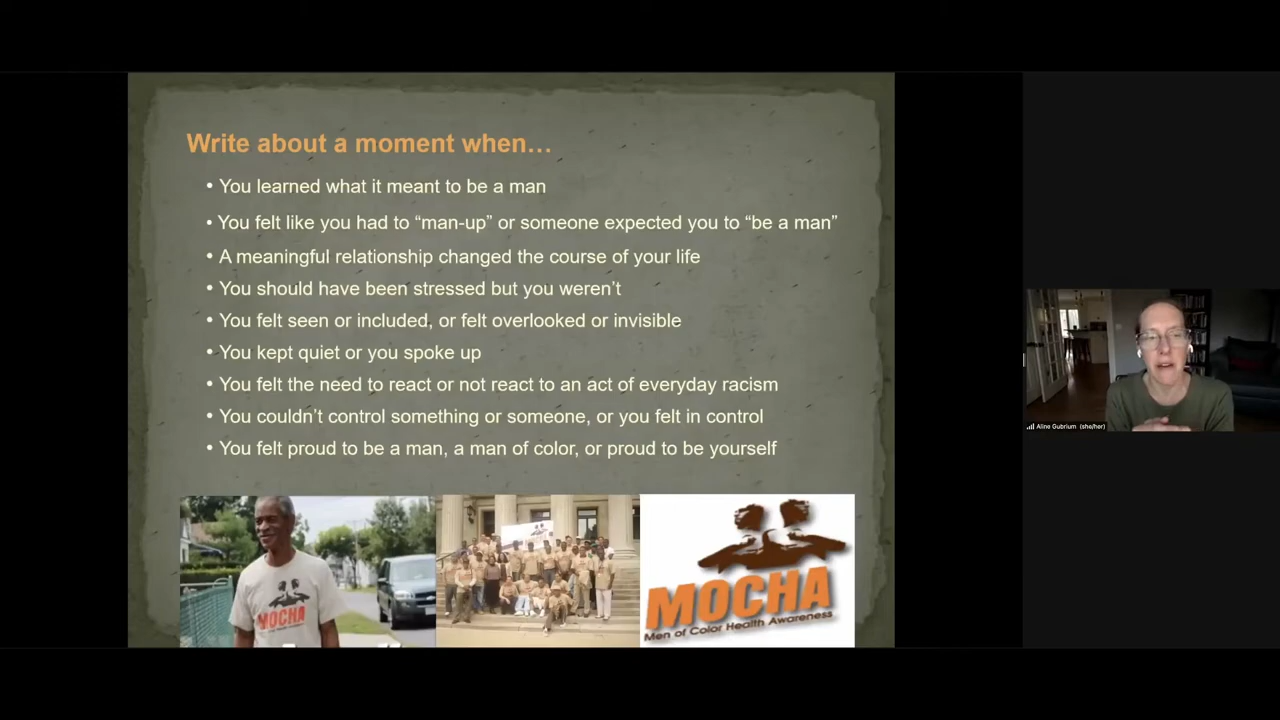 Write about a moment when…
• You learned what it meant to be a man
• You felt like you had to “man-up” or someone expected you to “be a man”
• A meaningful relationship changed the course of your life
• You should have been stressed but you weren’t
• You felt seen or included, or felt overlooked or invisible
• You kept quiet or you spoke up
• You felt the need to react or not react to an act of everyday racism
• You couldn’t control something or someone, or you felt in control
• You felt proud to be a man, a man of color, or proud to be yourself
MOCHA
MOCHA
Men of Color Health Awareness
Aline Gubrium (she/her)